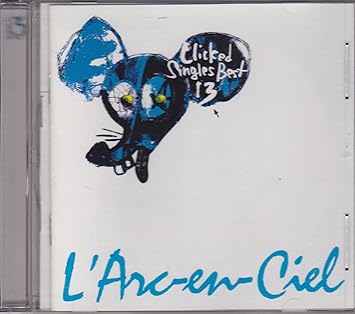 Clicked
Singles Best
13
L'Arc-en-Ciel